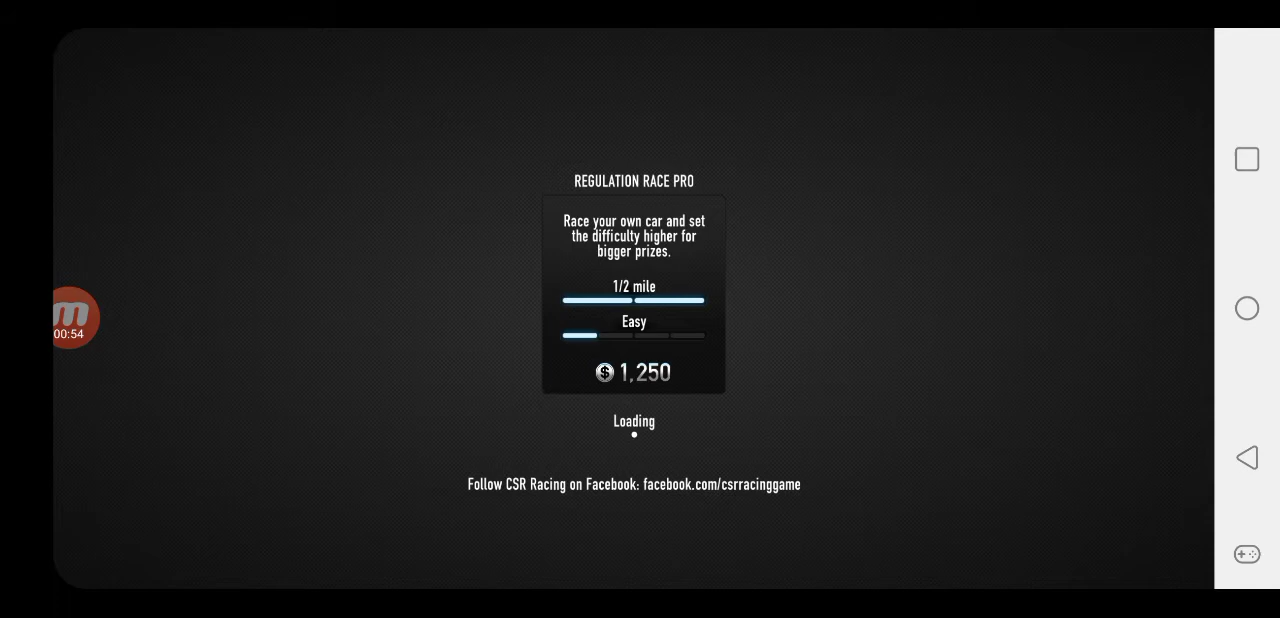 REGULATION RACE PRO
Race your own car and set
the difficulty higher for
bigger prizes.
1/2 mile
Easy
$ 1,250
m
00:54
Loading
Follow CSR Racing on Facebook: facebook.com/csrracinggame